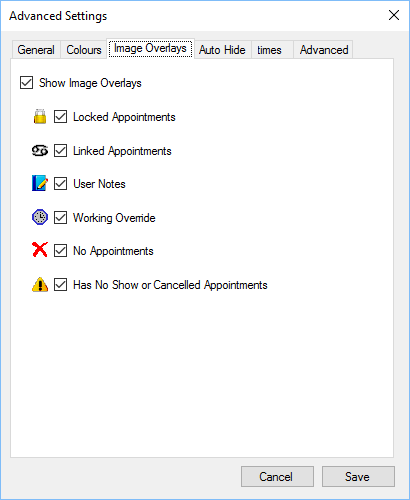 Advanced Settings
General Colours Image Overlays Auto Hide times Advanced
Show Image Overlays
Locked Appointments
Linked Appointments
User Notes
Working Override
No Appointments
Has No Show or Cancelled Appointments
Cancel Save